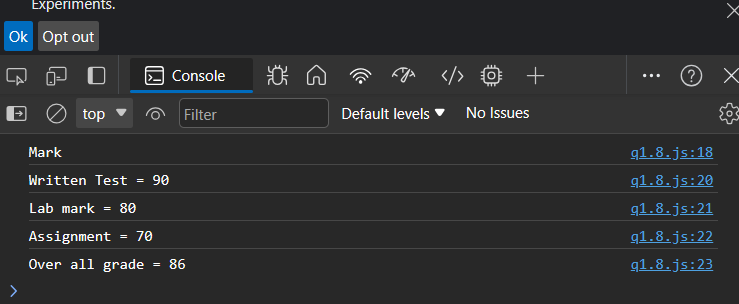 Experiments.
Ok Opt out
Console
top Filter Default levels No Issues
Mark q1.8.js:18
Written Test = 90 q1.8.js:20
Lab mark = 80 q1.8.js:21
Assignment = 70 q1.8.js:22
Over all grade = 86 q1.8.js:23